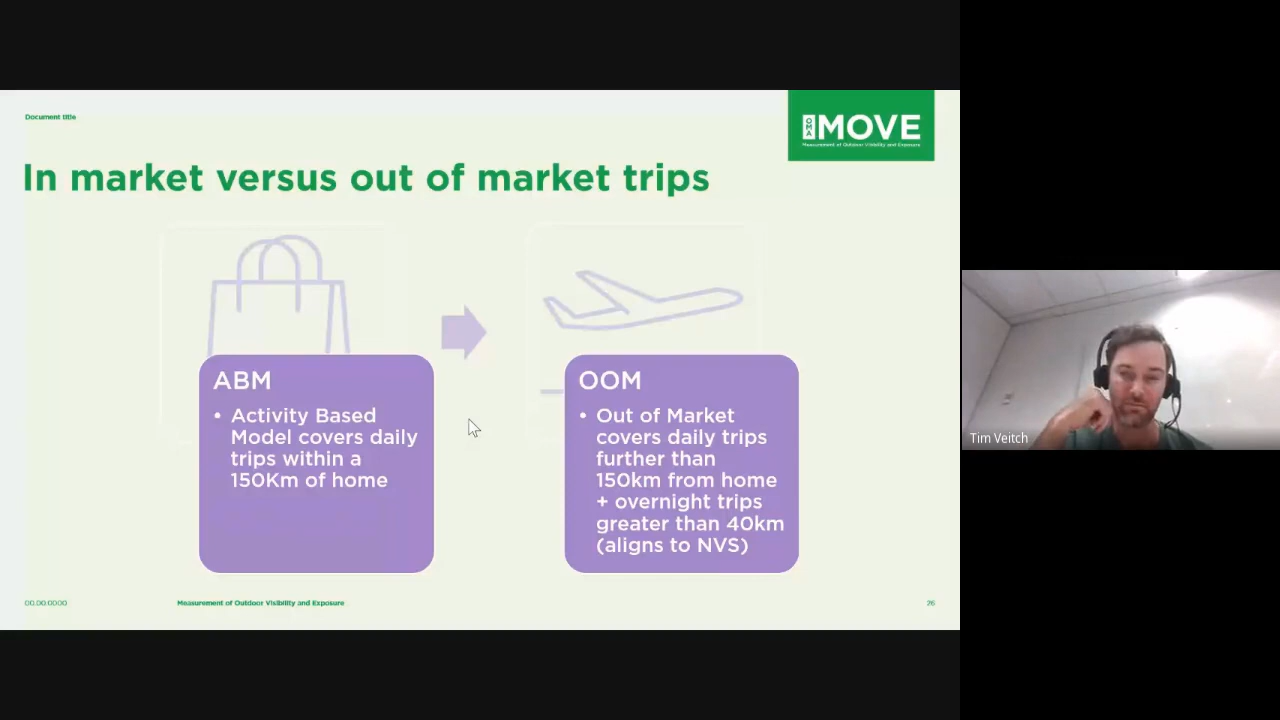 Document title
OMA MOVE
Measurement of Outdoor Visibility and Exposure
In market versus out of market trips
ABM
• Activity Based
Model covers daily
trips within a
150Km of home
OOM
• Out of Market
covers daily trips
further than
150km from home
+ overnight trips
greater than 40km
(aligns to NVS)
Tim Veitch
00.00.0000
Measurement of Outdoor Visibility and Exposure
26